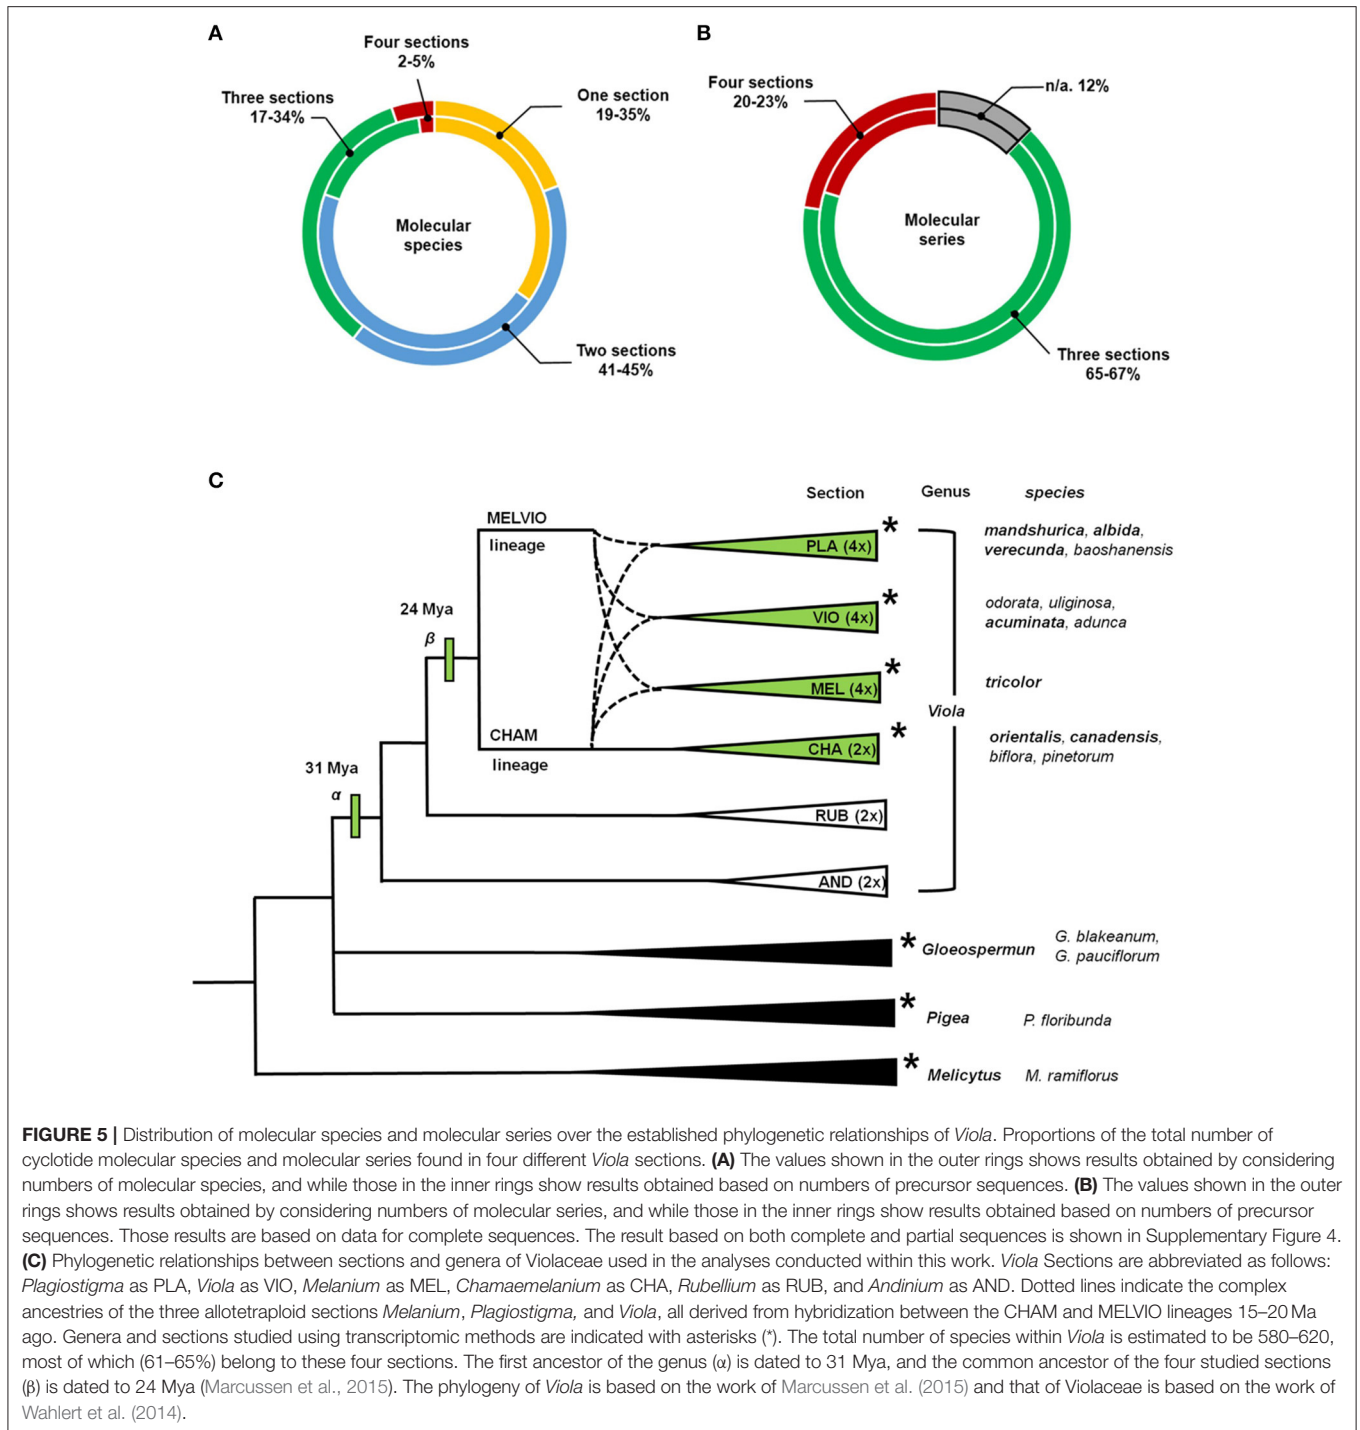 A
Four sections
2-5%
Three sections
17-34%
One section
19-35%
Molecular
species
Two sections
41-45%
B
Four sections
20-23%
n/a. 12%
Molecular
series
Three sections
65-67%
C
Section
Genus
species
MELVIO
lineage
PLA (4x)
*
mandshurica, albida,
verecunda, baoshanensis
24 Mya
β
VIO (4x)
*
odorata, uliginosa,
acuminata, adunca
MEL (4x)
*
tricolor
Viola
CHAM
lineage
CHA (2x)
*
orientalis, canadensis,
biflora, pinetorum
31 Mya
α
RUB (2x)
AND (2x)
*
Gloeospermun
G. blakeanum,
G. pauciflorum
*
Pigea
P. floribunda
*
Melicytus
M. ramiflorus
FIGURE 5 | Distribution of molecular species and molecular series over the established phylogenetic relationships of Viola. Proportions of the total number of
cyclotide molecular species and molecular series found in four different Viola sections. (A) The values shown in the outer rings shows results obtained by considering
numbers of molecular species, and while those in the inner rings show results obtained based on numbers of precursor sequences. (B) The values shown in the outer
rings shows results obtained by considering numbers of molecular series, and while those in the inner rings show results obtained based on numbers of precursor
sequences. Those results are based on data for complete sequences. The result based on both complete and partial sequences is shown in Supplementary Figure 4.
(C) Phylogenetic relationships between sections and genera of Violaceae used in the analyses conducted within this work. Viola Sections are abbreviated as follows:
Plagiostigma as PLA, Viola as VIO, Melanium as MEL, Chamaemelanium as CHA, Rubellium as RUB, and Andinium as AND. Dotted lines indicate the complex
ancestries of the three allotetraploid sections Melanium, Plagiostigma, and Viola, all derived from hybridization between the CHAM and MELVIO lineages 15–20 Ma
ago. Genera and sections studied using transcriptomic methods are indicated with asterisks (*). The total number of species within Viola is estimated to be 580–620,
most of which (61–65%) belong to these four sections. The first ancestor of the genus (α) is dated to 31 Mya, and the common ancestor of the four studied sections
(β) is dated to 24 Mya (Marcussen et al., 2015). The phylogeny of Viola is based on the work of Marcussen et al. (2015) and that of Violaceae is based on the work of
Wahlert et al. (2014).